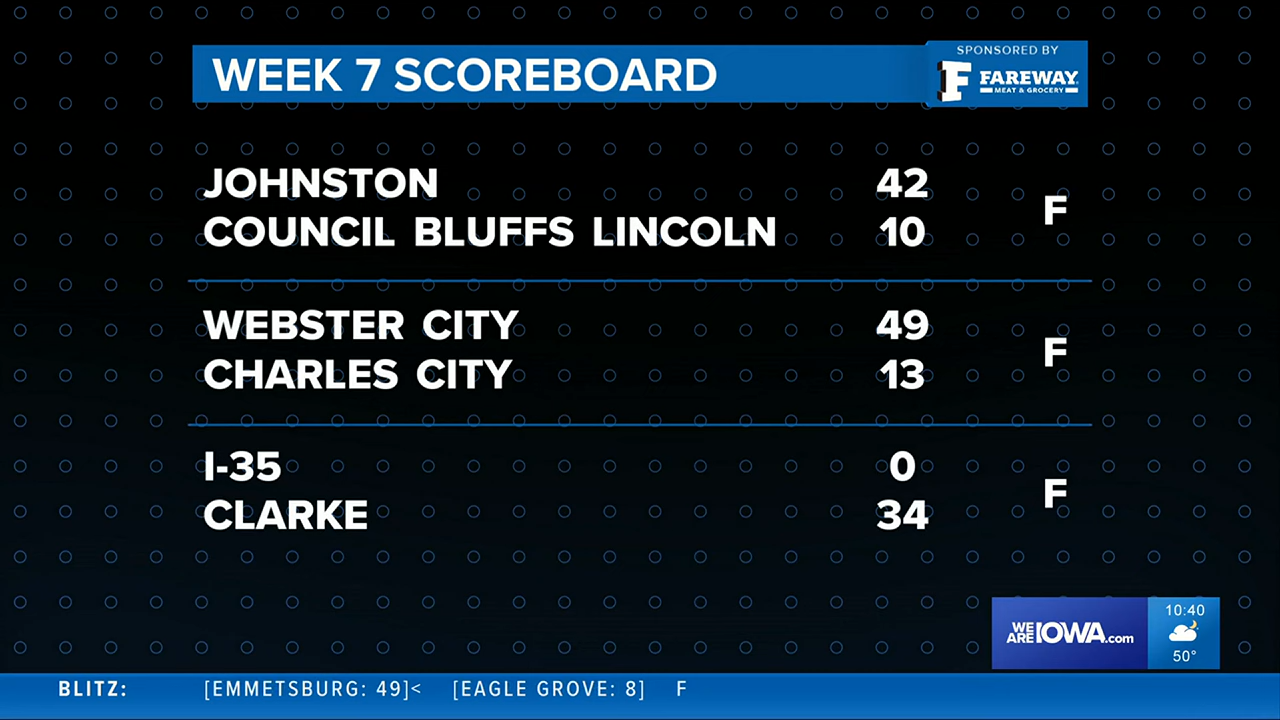 WEEK 7 SCOREBOARD
SPONSORED BY
F FAREWAY
MEAT & GROCERY
JOHNSTON 42
COUNCIL BLUFFS LINCOLN 10
F
WEBSTER CITY 49
CHARLES CITY 13
F
I-35 0
CLARKE 34
F
WE ARE IOWA.com
10:40
50°
BLITZ: [EMMETSBURG: 49]< [EAGLE GROVE: 8] F